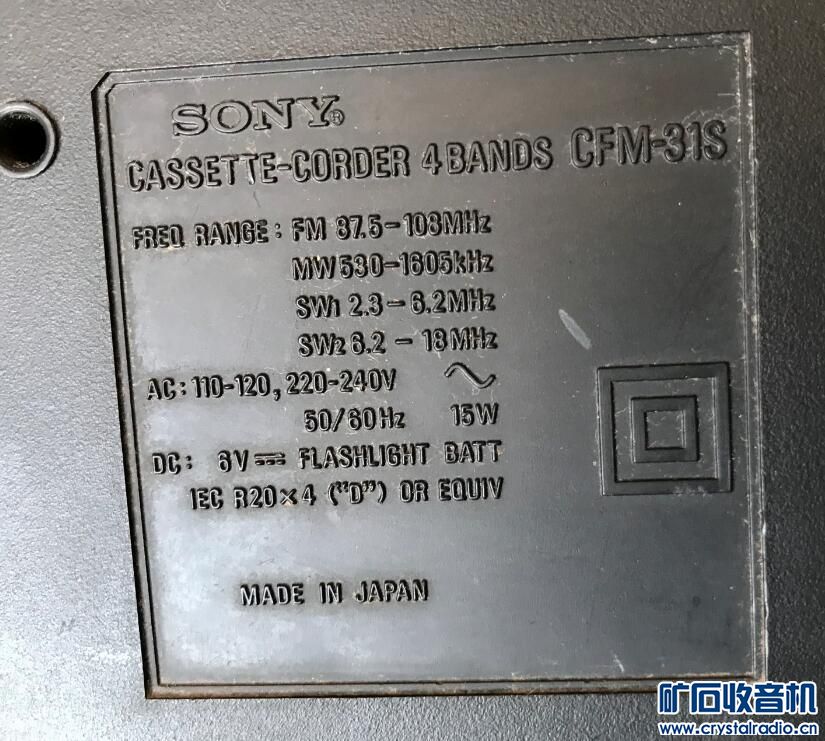 SONY®
CASSETTE-CORDER 4 BANDS CFM-31S
FREQ RANGE: FM 87.5-108MHz
MW 530-1605kHz
SW1 2.3-6.2MHz
SW2 6.2-18MHz
AC: 110-120, 220-240V
50/60Hz 15W
DC: 6V FLASHLIGHT BATT
IEC R20×4 ("D") OR EQUIV
MADE IN JAPAN
矿石收音机
www.crystalradio.cn